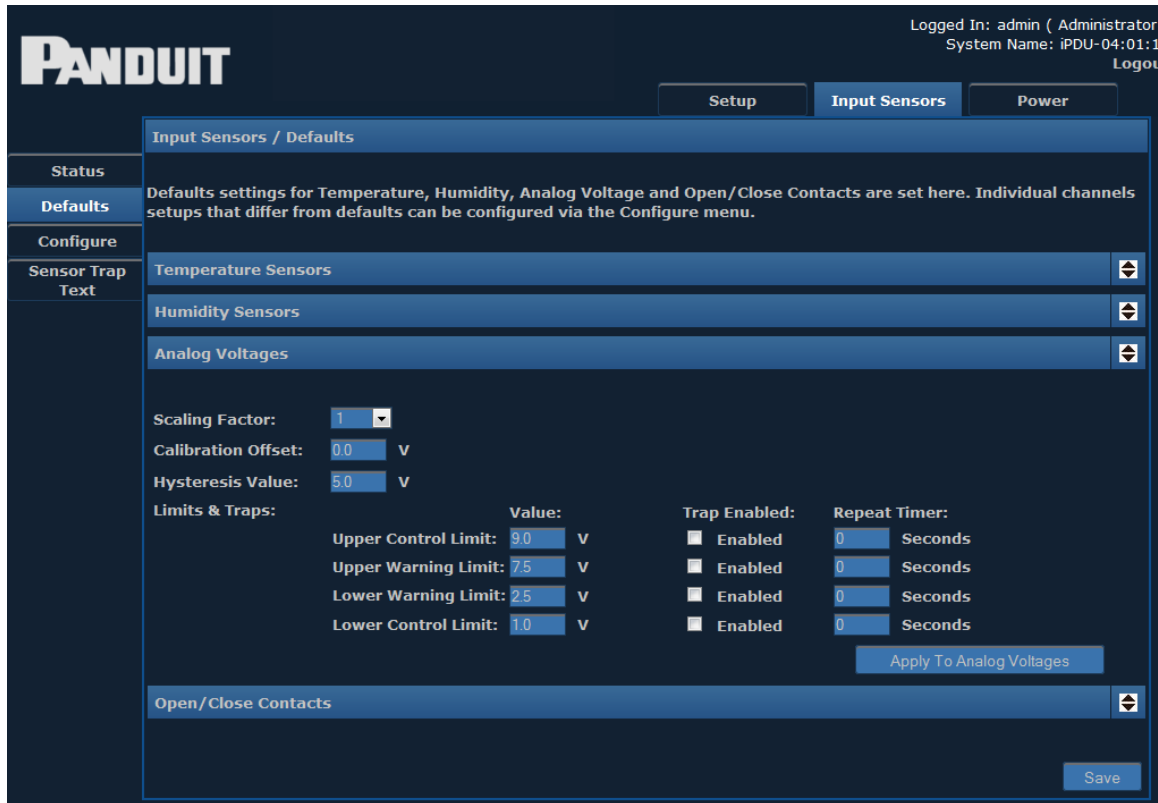 Logged In: admin ( Administrator
System Name: iPDU-04:01:1
Logou
PANDUIT
Setup
Input Sensors
Power
Input Sensors / Defaults
Status
Defaults
Configure
Sensor Trap
Text
Defaults settings for Temperature, Humidity, Analog Voltage and Open/Close Contacts are set here. Individual channels
setups that differ from defaults can be configured via the Configure menu.
Temperature Sensors
Humidity Sensors
Analog Voltages
Scaling Factor: 1
Calibration Offset: 0.0 V
Hysteresis Value: 5.0 V
Limits & Traps: Value: Trap Enabled: Repeat Timer:
Upper Control Limit: 9.0 V Enabled 0 Seconds
Upper Warning Limit: 7.5 V Enabled 0 Seconds
Lower Warning Limit: 2.5 V Enabled 0 Seconds
Lower Control Limit: 1.0 V Enabled 0 Seconds
Apply To Analog Voltages
Open/Close Contacts
Save